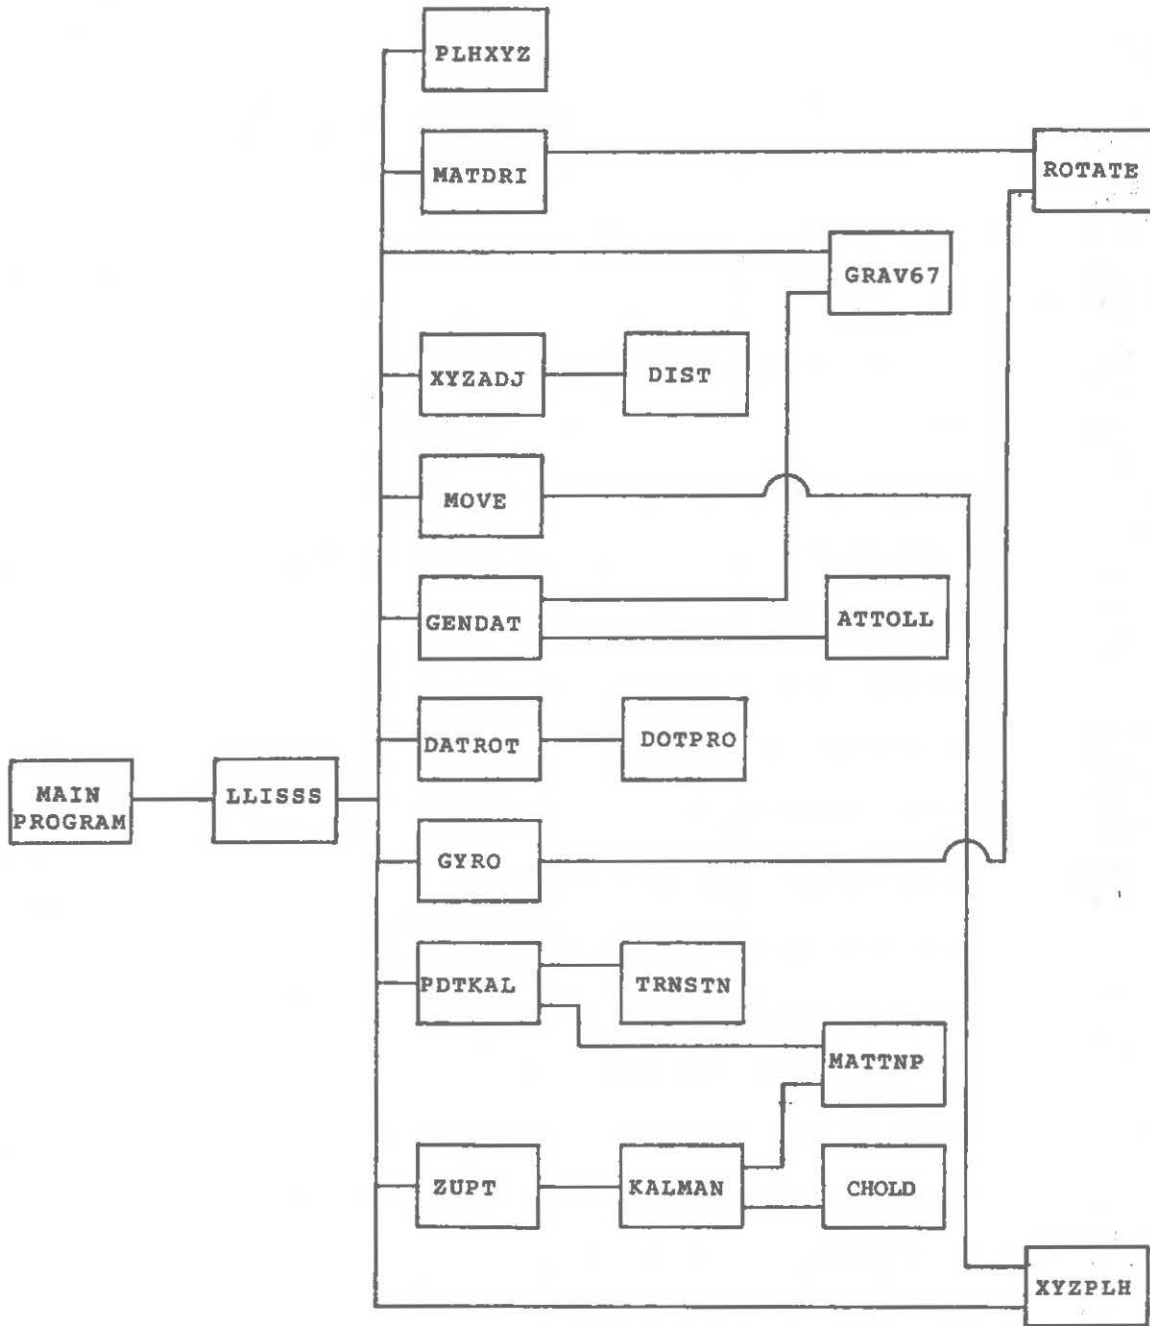 PLHXYZ
MATDRI
ROTATE
GRAV67
XYZADJ
DIST
MOVE
GENDAT
ATTOLL
DATROT
DOTPRO
MAIN
PROGRAM
LLISSS
GYRO
PDTKAL
TRNSTN
MATTNP
ZUPT
KALMAN
CHOLD
XYZPLH